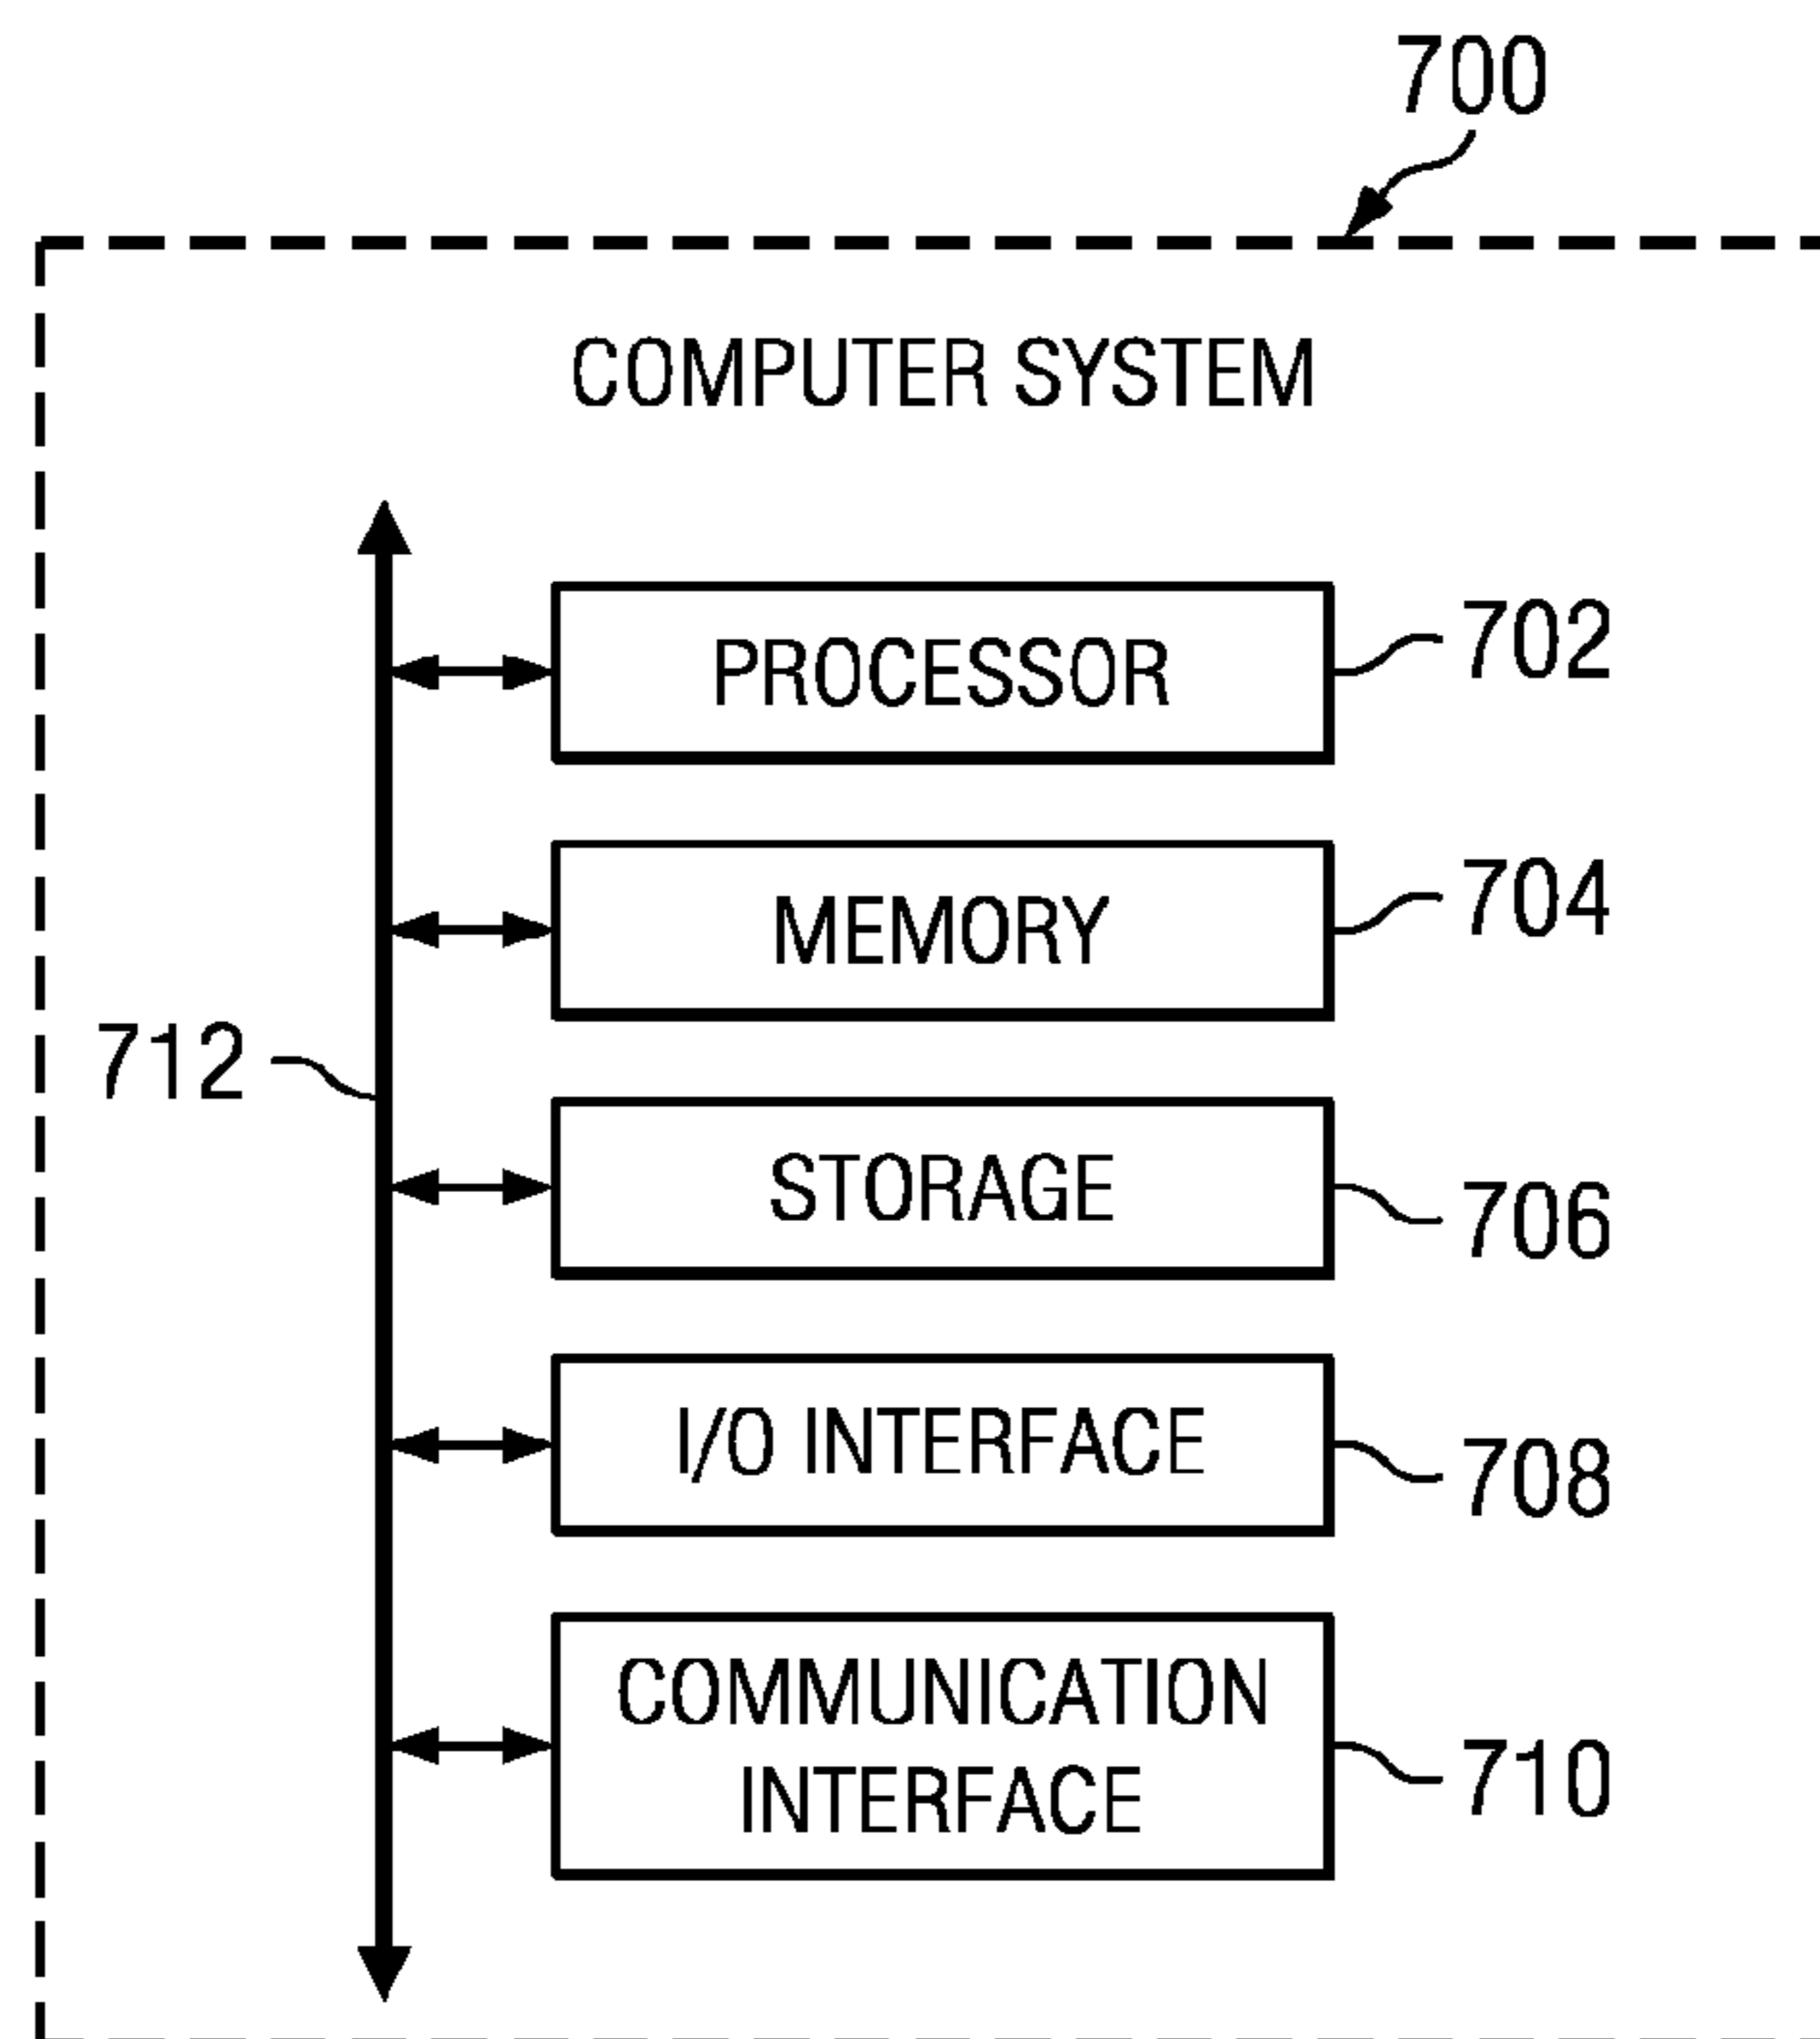 700
COMPUTER SYSTEM
PROCESSOR
702
MEMORY
704
712
STORAGE
706
I/O INTERFACE
708
COMMUNICATION
INTERFACE
710